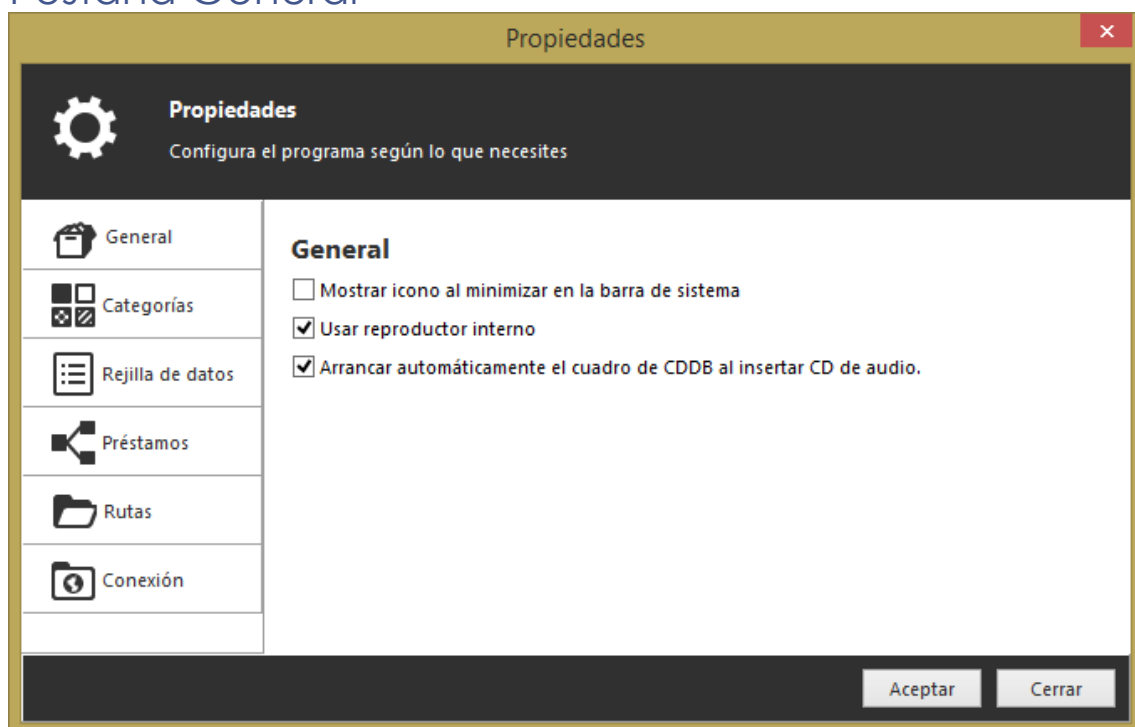 Pestaña General
Propiedades
Propiedades
Configura el programa según lo que necesites
General
Categorías
Rejilla de datos
Préstamos
Rutas
Conexión
General
Mostrar icono al minimizar en la barra de sistema
Usar reproductor interno
Arrancar automáticamente el cuadro de CDDB al insertar CD de audio.
Aceptar
Cerrar